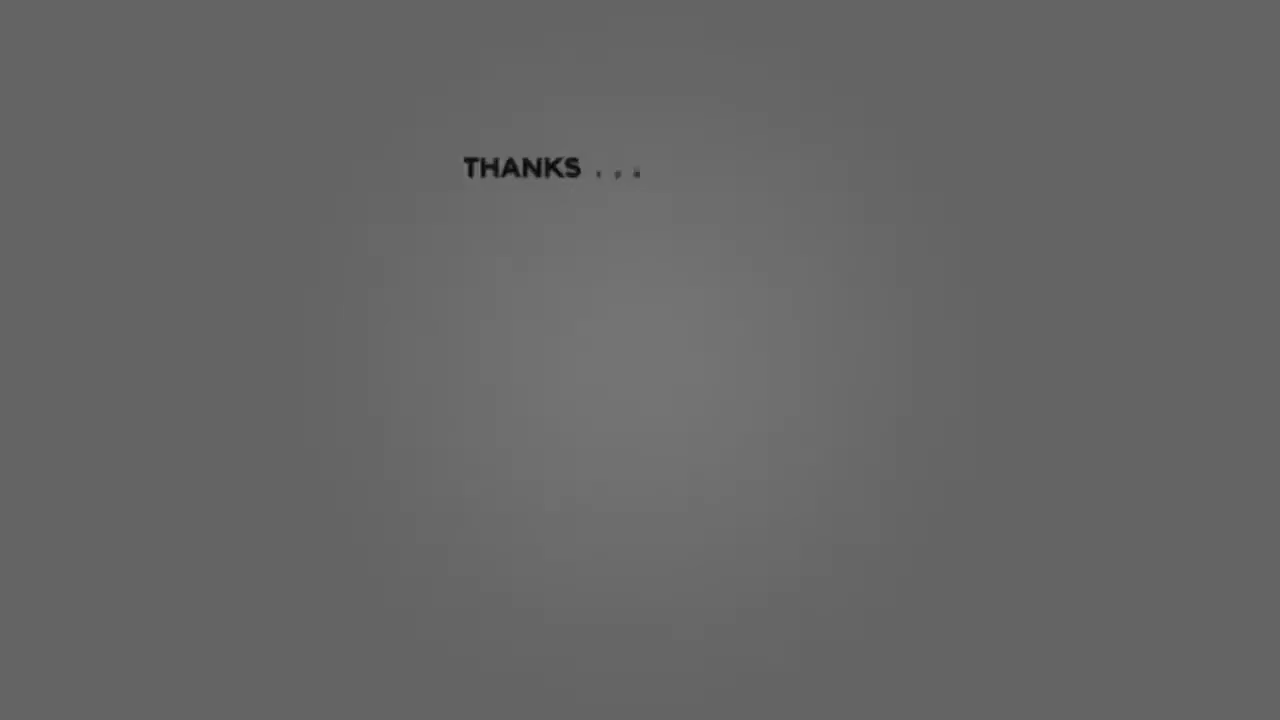 THANKS . . .